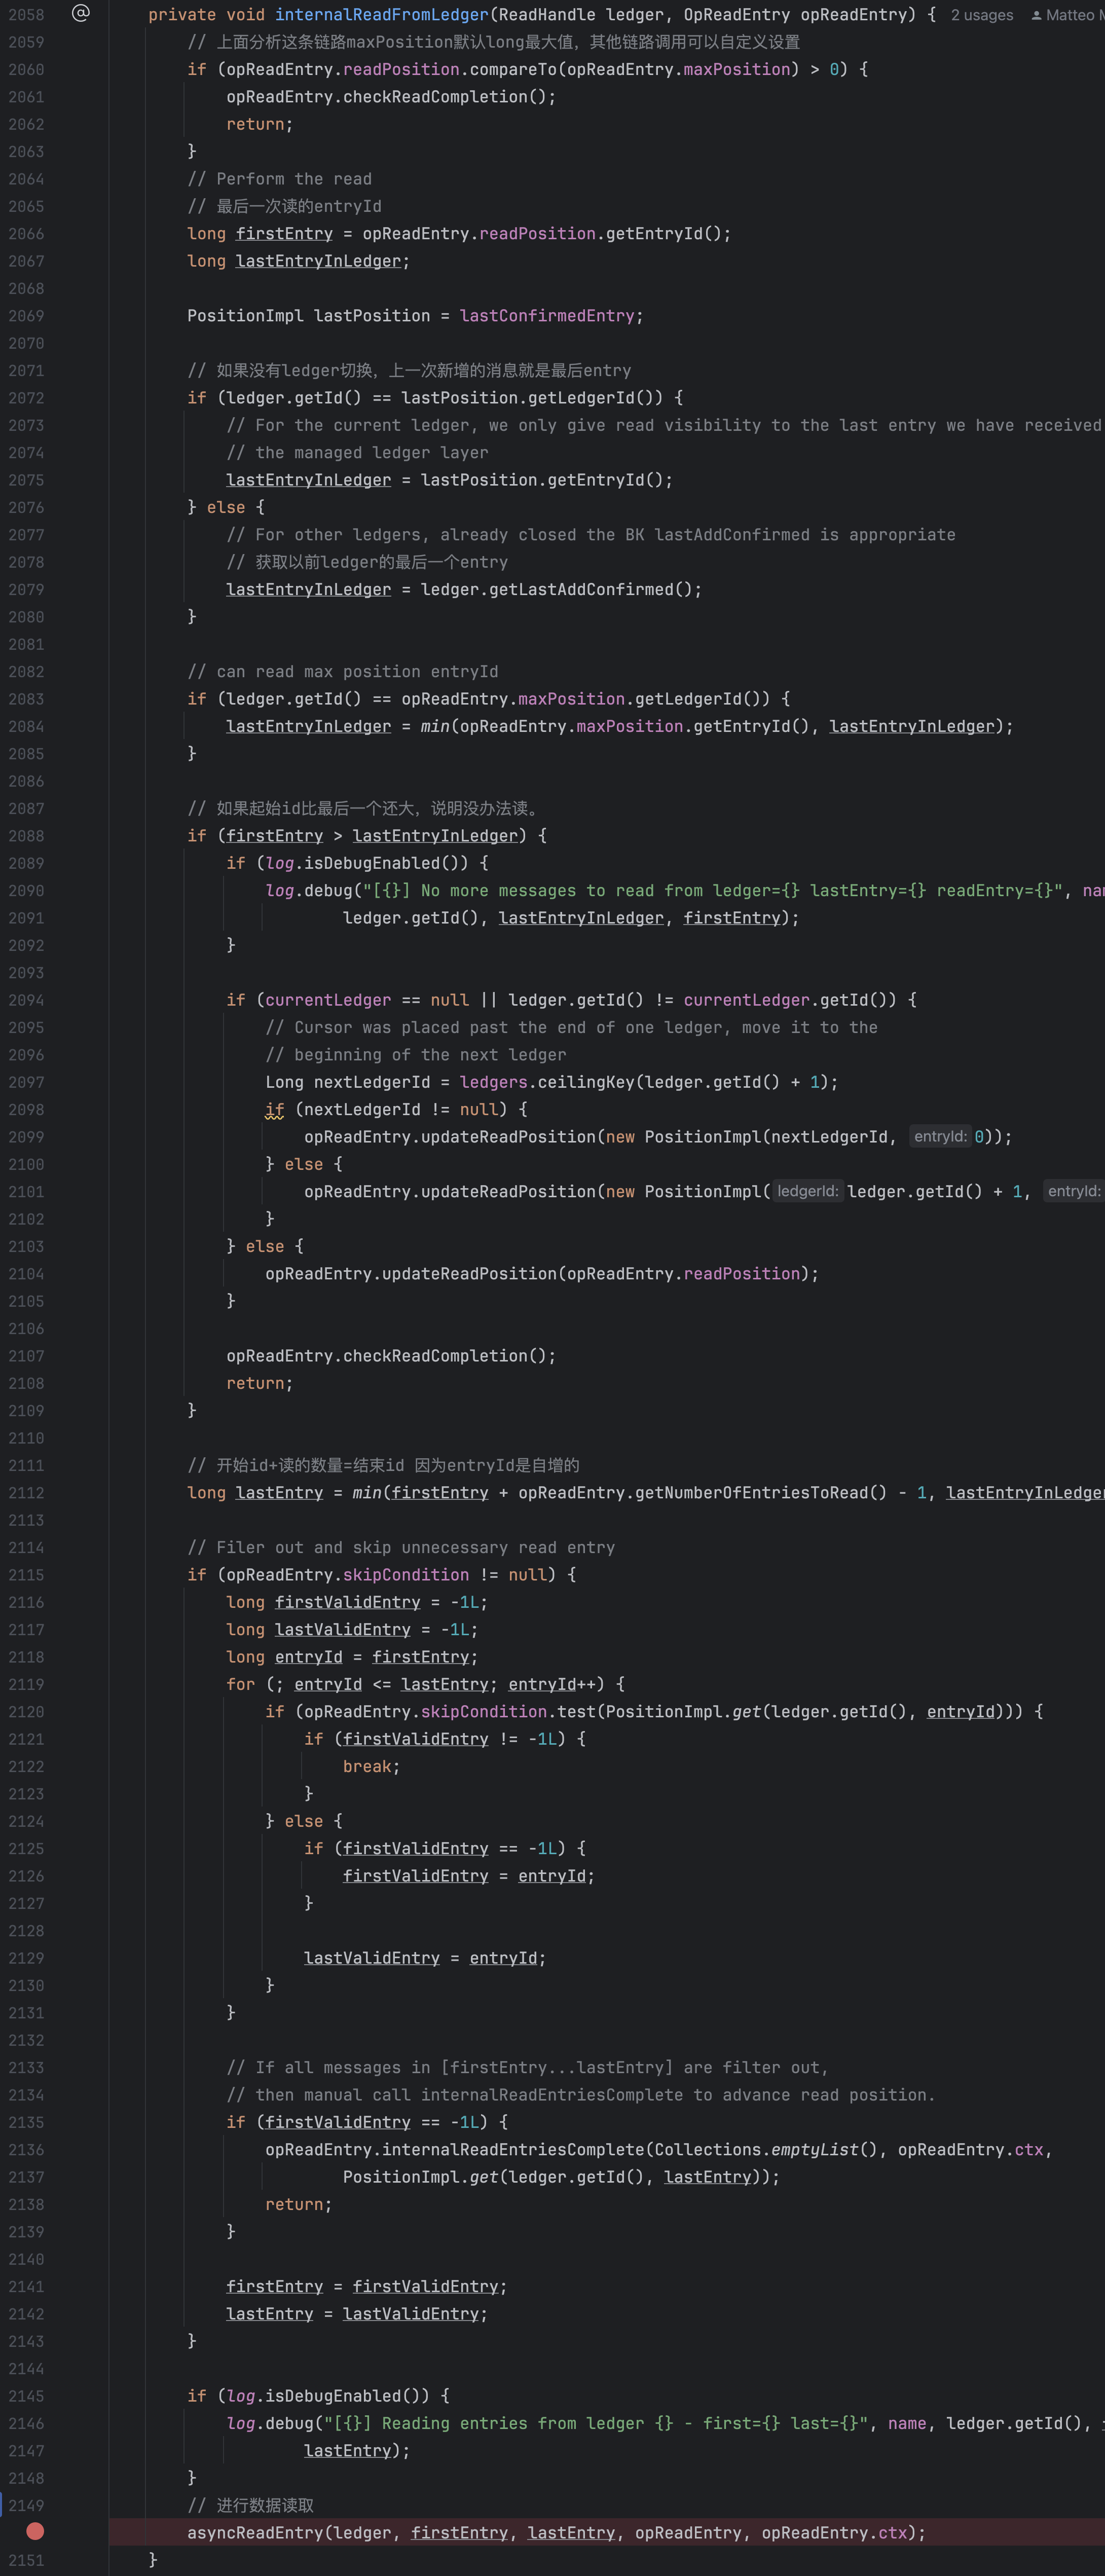 2058 @ private void internalReadFromLedger(ReadHandle ledger, OpReadEntry opReadEntry) { 2 usages Matteo M
2059 // 上面分析这条链路maxPosition默认long最大值，其他链路调用可以自定义设置
2060 if (opReadEntry.readPosition.compareTo(opReadEntry.maxPosition) > 0) {
2061 opReadEntry.checkReadCompletion();
2062 return;
2063 }
2064 // Perform the read
2065 // 最后一次读的entryId
2066 long firstEntry = opReadEntry.readPosition.getEntryId();
2067 long lastEntryInLedger;
2068
2069 PositionImpl lastPosition = lastConfirmedEntry;
2070
2071 // 如果没有ledger切换，上一次新增的消息就是最后entry
2072 if (ledger.getId() == lastPosition.getLedgerId()) {
2073 // For the current ledger, we only give read visibility to the last entry we have received
2074 // the managed ledger layer
2075 lastEntryInLedger = lastPosition.getEntryId();
2076 } else {
2077 // For other ledgers, already closed the BK lastAddConfirmed is appropriate
2078 // 获取以前ledger的最后一个entry
2079 lastEntryInLedger = ledger.getLastAddConfirmed();
2080 }
2081
2082 // can read max position entryId
2083 if (ledger.getId() == opReadEntry.maxPosition.getLedgerId()) {
2084 lastEntryInLedger = min(opReadEntry.maxPosition.getEntryId(), lastEntryInLedger);
2085 }
2086
2087 // 如果起始id比最后一个还大，说明没办法读。
2088 if (firstEntry > lastEntryInLedger) {
2089 if (log.isDebugEnabled()) {
2090 log.debug("[{}] No more messages to read from ledger={} lastEntry={} readEntry={}", nam
2091 ledger.getId(), lastEntryInLedger, firstEntry);
2092 }
2093
2094 if (currentLedger == null || ledger.getId() != currentLedger.getId()) {
2095 // Cursor was placed past the end of one ledger, move it to the
2096 // beginning of the next ledger
2097 Long nextLedgerId = ledgers.ceilingKey(ledger.getId() + 1);
2098 if (nextLedgerId != null) {
2099 opReadEntry.updateReadPosition(new PositionImpl(nextLedgerId, entryId: 0));
2100 } else {
2101 opReadEntry.updateReadPosition(new PositionImpl( ledgerId: ledger.getId() + 1, entryId:
2102 }
2103 } else {
2104 opReadEntry.updateReadPosition(opReadEntry.readPosition);
2105 }
2106
2107 opReadEntry.checkReadCompletion();
2108 return;
2109 }
2110
2111 // 开始id+读的数量=结束id 因为entryId是自增的
2112 long lastEntry = min(firstEntry + opReadEntry.getNumberOfEntriesToRead() - 1, lastEntryInLedger
2113
2114 // Filer out and skip unnecessary read entry
2115 if (opReadEntry.skipCondition != null) {
2116 long firstValidEntry = -1L;
2117 long lastValidEntry = -1L;
2118 long entryId = firstEntry;
2119 for (; entryId <= lastEntry; entryId++) {
2120 if (opReadEntry.skipCondition.test(PositionImpl.get(ledger.getId(), entryId))) {
2121 if (firstValidEntry != -1L) {
2122 break;
2123 }
2124 } else {
2125 if (firstValidEntry == -1L) {
2126 firstValidEntry = entryId;
2127 }
2128
2129 lastValidEntry = entryId;
2130 }
2131 }
2132
2133 // If all messages in [firstEntry...lastEntry] are filter out,
2134 // then manual call internalReadEntriesComplete to advance read position.
2135 if (firstValidEntry == -1L) {
2136 opReadEntry.internalReadEntriesComplete(Collections.emptyList(), opReadEntry.ctx,
2137 PositionImpl.get(ledger.getId(), lastEntry));
2138 return;
2139 }
2140
2141 firstEntry = firstValidEntry;
2142 lastEntry = lastValidEntry;
2143 }
2144
2145 if (log.isDebugEnabled()) {
2146 log.debug("[{}] Reading entries from ledger {} - first={} last={}", name, ledger.getId(),
2147 lastEntry);
2148 }
2149 // 进行数据读取
asyncReadEntry(ledger, firstEntry, lastEntry, opReadEntry, opReadEntry.ctx);
2151 }